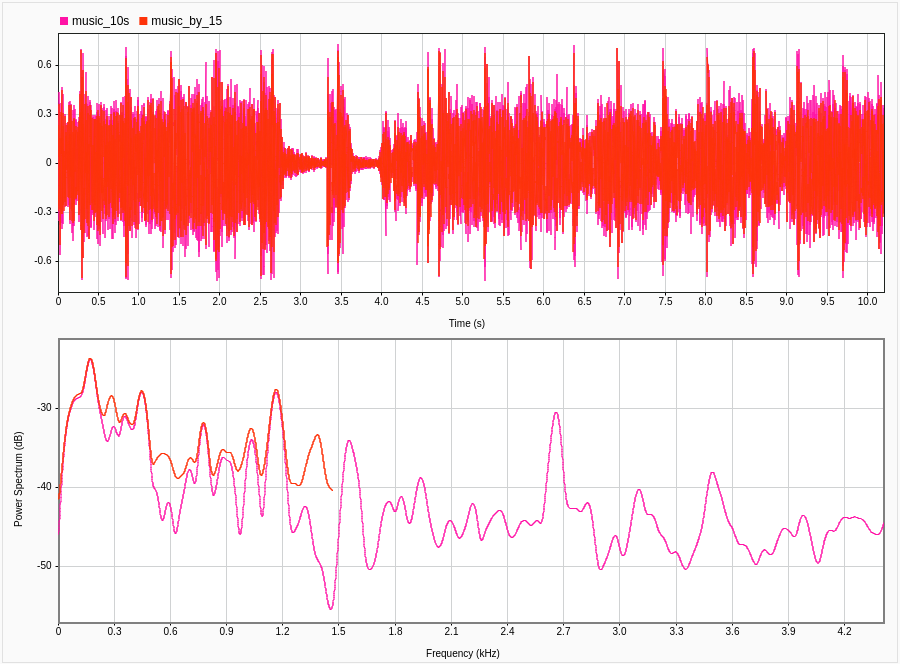 music_10s music_by_15
0.6
0.3
0
-0.3
-0.6
0 0.5 1.0 1.5 2.0 2.5 3.0 3.5 4.0 4.5 5.0 5.5 6.0 6.5 7.0 7.5 8.0 8.5 9.0 9.5 10.0
Time (s)
-30
-40
-50
Power Spectrum (dB)
0 0.3 0.6 0.9 1.2 1.5 1.8 2.1 2.4 2.7 3.0 3.3 3.6 3.9 4.2
Frequency (kHz)